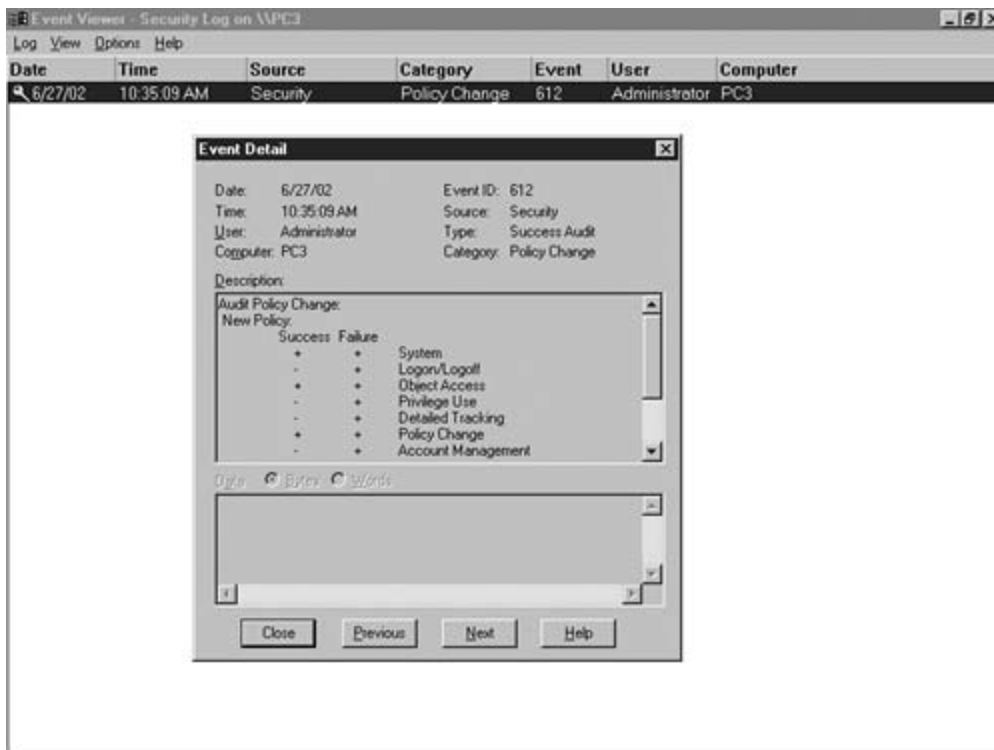 Event Viewer - Security Log on \\PC3
Log View Options Help
Date Time Source Category Event User Computer
6/27/02 10:35:09 AM Security Policy Change 612 Administrator PC3
Event Detail
Date: 6/27/02 Event ID: 612
Time: 10:35:09 AM Source: Security
User: Administrator Type: Success Audit
Computer: PC3 Category: Policy Change
Description:
Audit Policy Change:
New Policy:
Success Failure
+ + System
- + Logon/Logoff
+ + Object Access
- + Privilege Use
- + Detailed Tracking
+ + Policy Change
- + Account Management
Data: Bytes Words
Close Previous Next Help